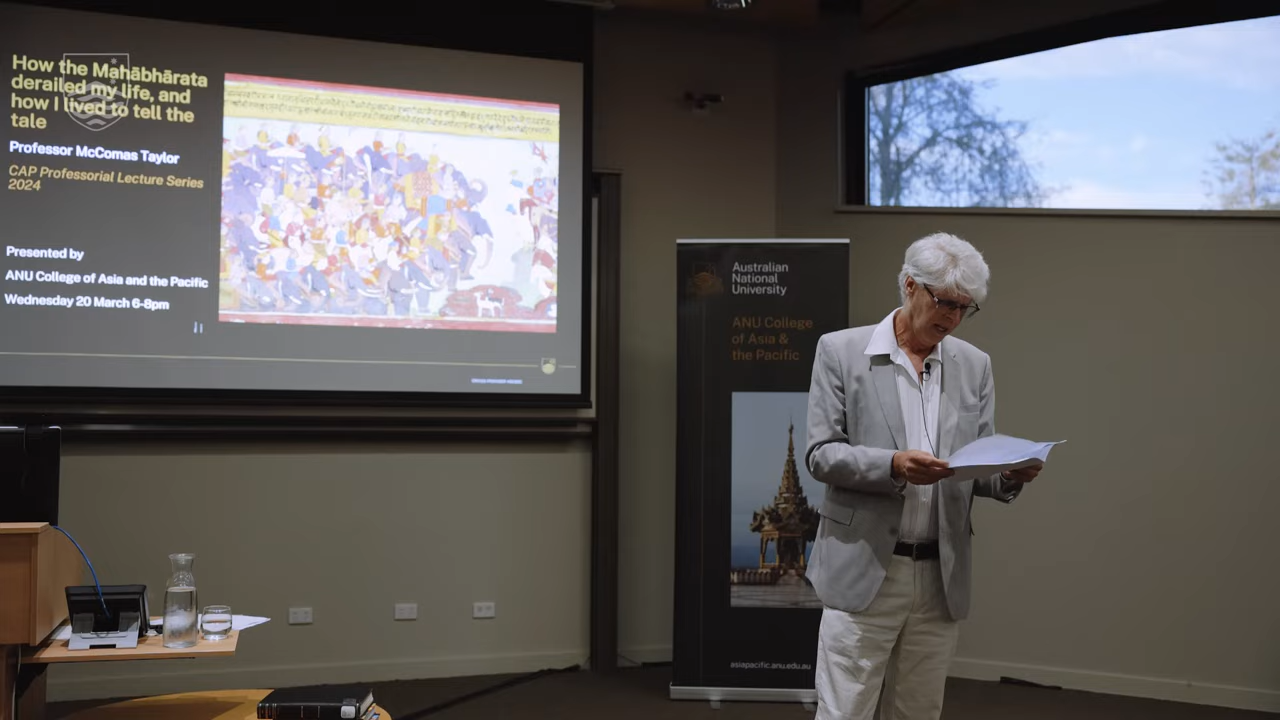 How the Mahābhārata
derailed my life, and
how I lived to tell the
tale
Professor McComas Taylor
CAP Professorial Lecture Series
2024
Presented by
ANU College of Asia and the Pacific
Wednesday 20 March 6-8pm
Australian
National
University
ANU College
of Asia &
the Pacific
asiapacific.anu.edu.au